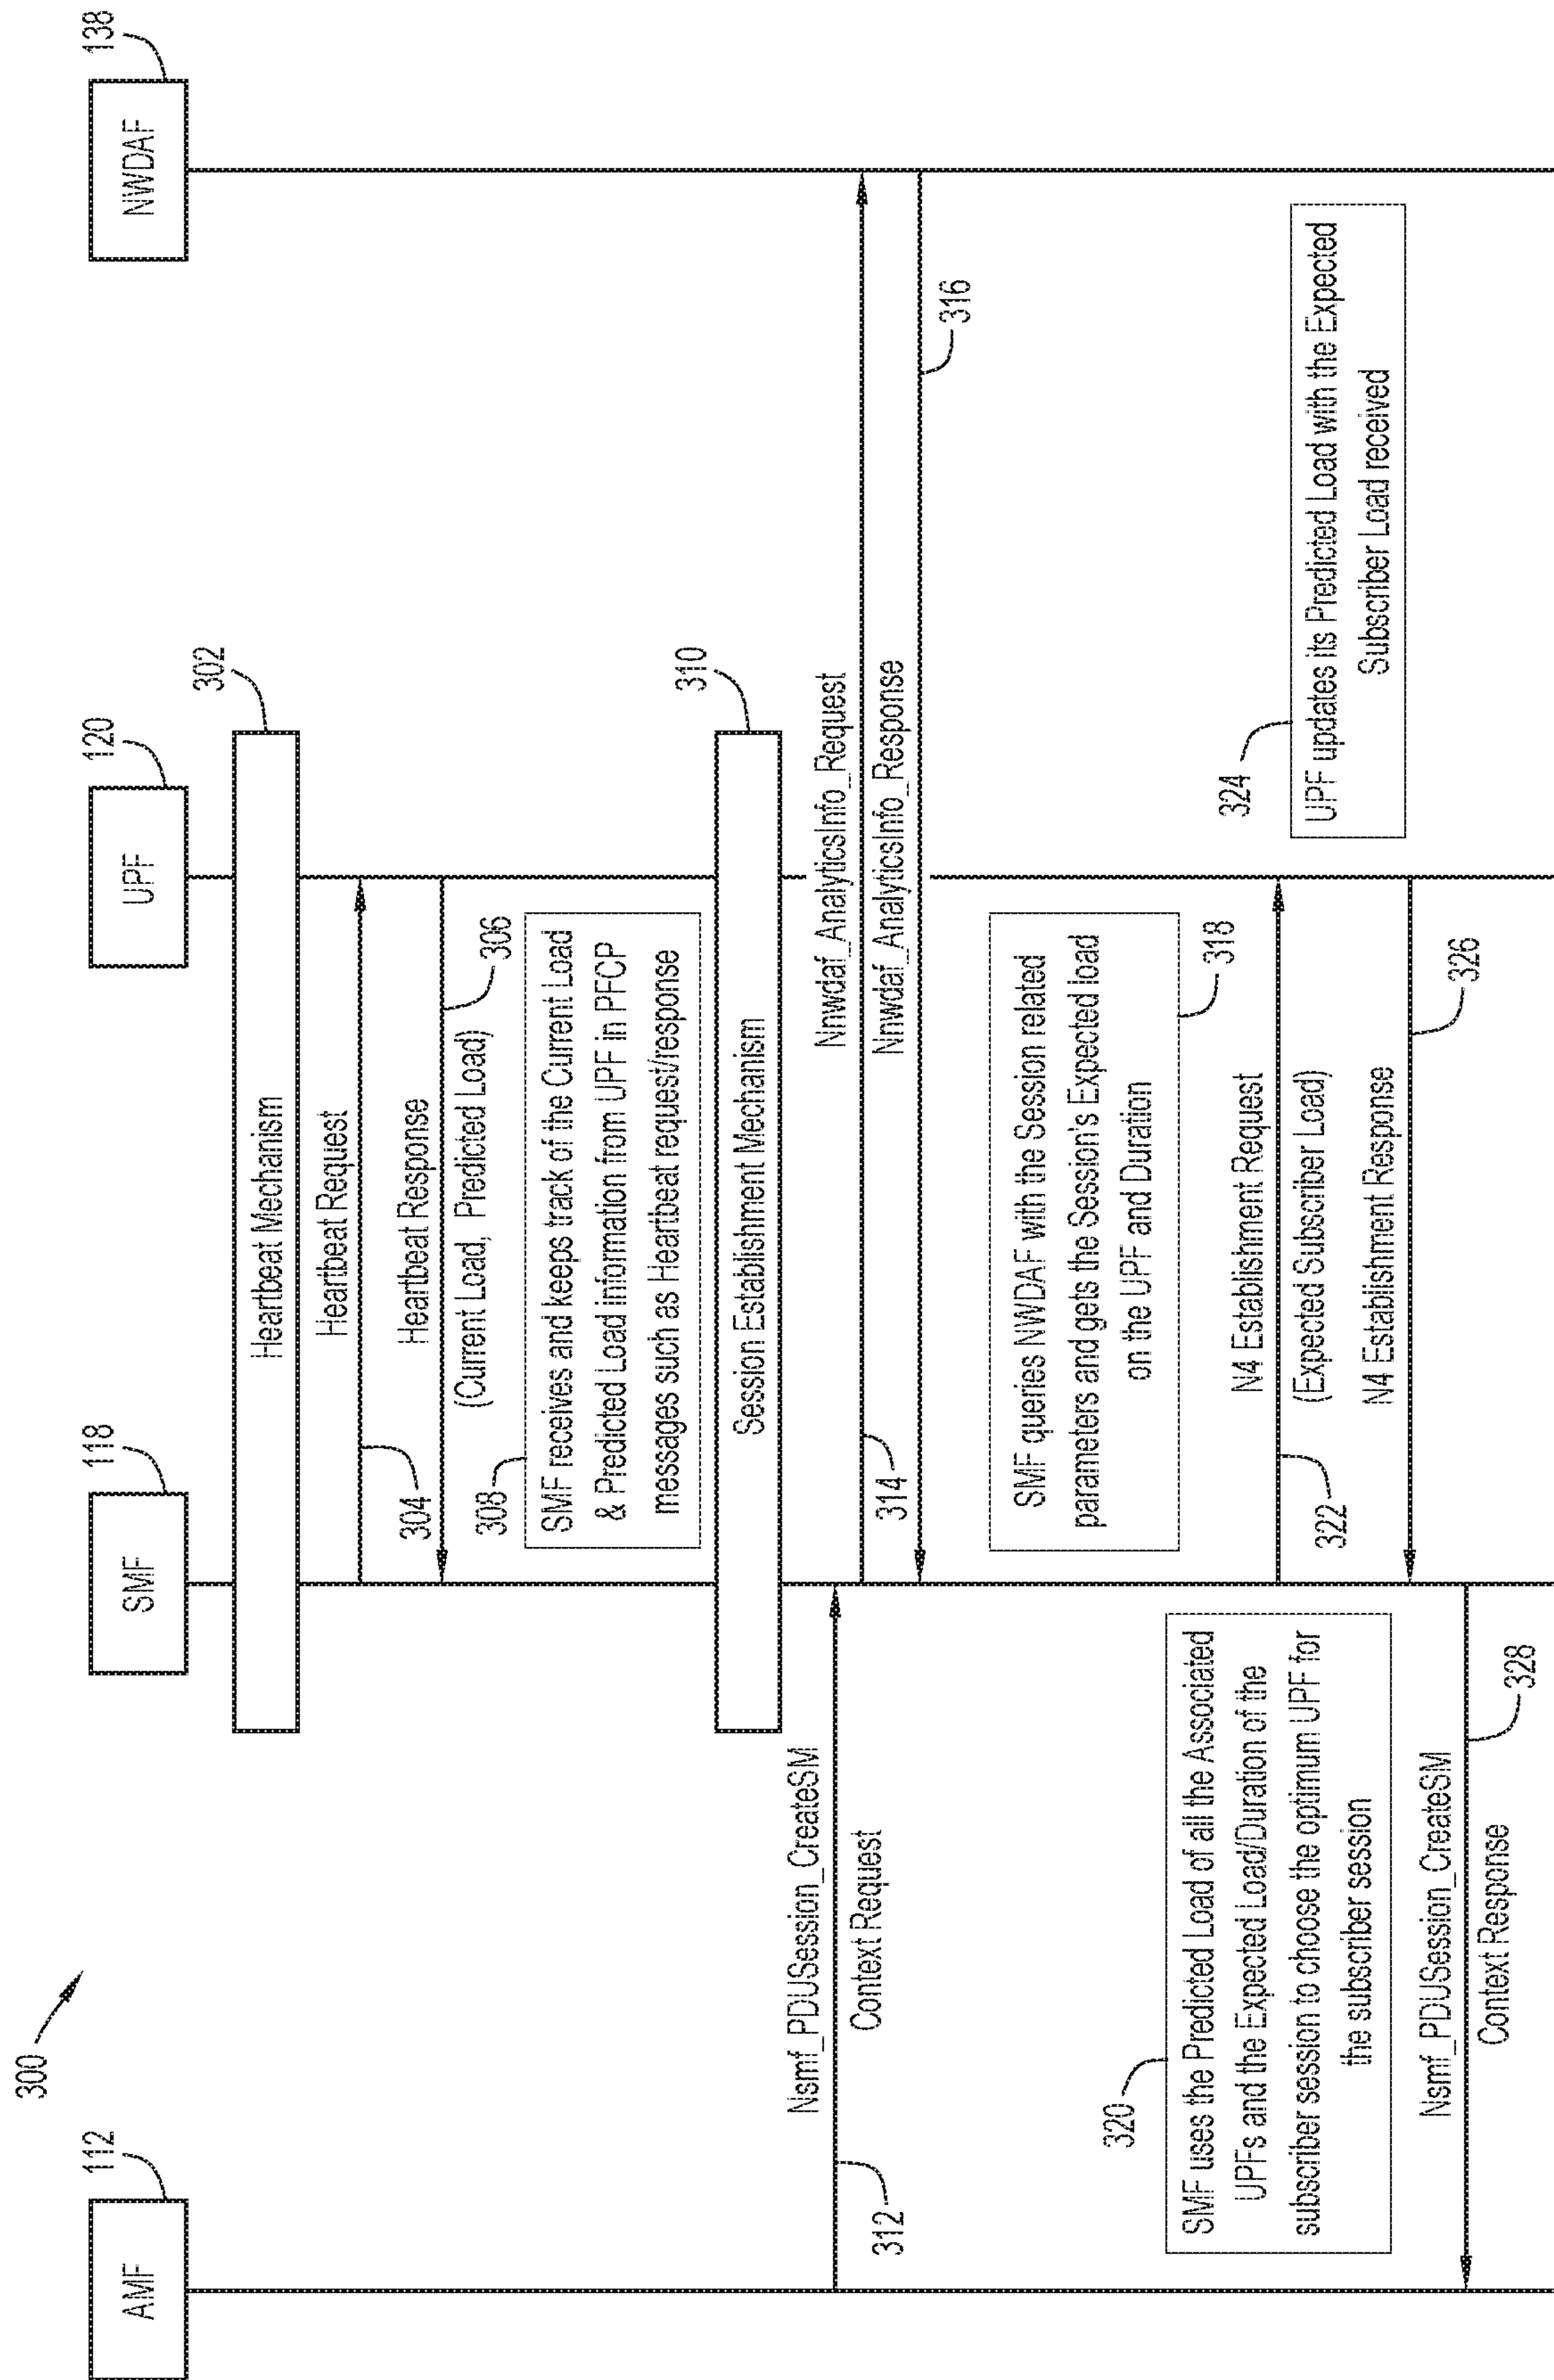 300
112
118
120
138
AMF
SMF
UPF
NWDAF
302
Heartbeat Mechanism
Heartbeat Request
304
Heartbeat Response
306
(Current Load, Predicted Load)
308
SMF receives and keeps track of the Current Load
& Predicted Load information from UPF in PFCP
messages such as Heartbeat request/response
310
Session Establishment Mechanism
Nsmf_PDUSession_CreateSM
Context Request
312
Nnwdaf_AnalyticsInfo_Request
314
Nnwdaf_AnalyticsInfo_Response
316
SMF queries NWDAF with the Session related
parameters and gets the Session's Expected load
on the UPF and Duration
318
320
SMF uses the Predicted Load of all the Associated
UPFs and the Expected Load/Duration of the
subscriber session to choose the optimum UPF for
the subscriber session
N4 Establishment Request
322
(Expected Subscriber Load)
324
UPF updates its Predicted Load with the Expected
Subscriber Load received
N4 Establishment Response
326
Nsmf_PDUSession_CreateSM
Context Response
328